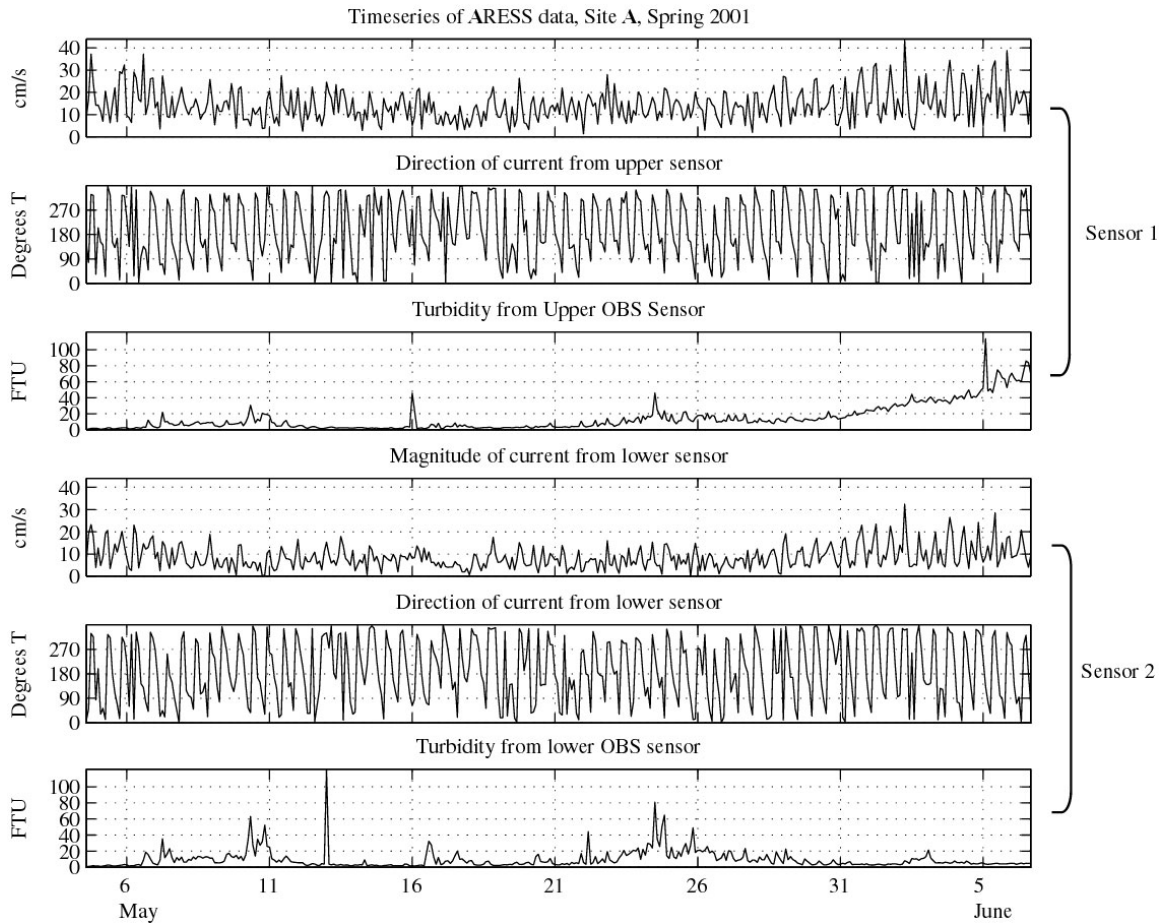 Timeseries of ARESS data, Site A, Spring 2001
cm/s
40
30
20
10
0
Direction of current from upper sensor
Degrees T
270
180
90
0
Turbidity from Upper OBS Sensor
FTU
100
80
60
40
20
0
Sensor 1
Magnitude of current from lower sensor
cm/s
40
30
20
10
0
Direction of current from lower sensor
Degrees T
270
180
90
0
Turbidity from lower OBS sensor
FTU
100
80
60
40
20
0
Sensor 2
6 11 16 21 26 31 5
May June